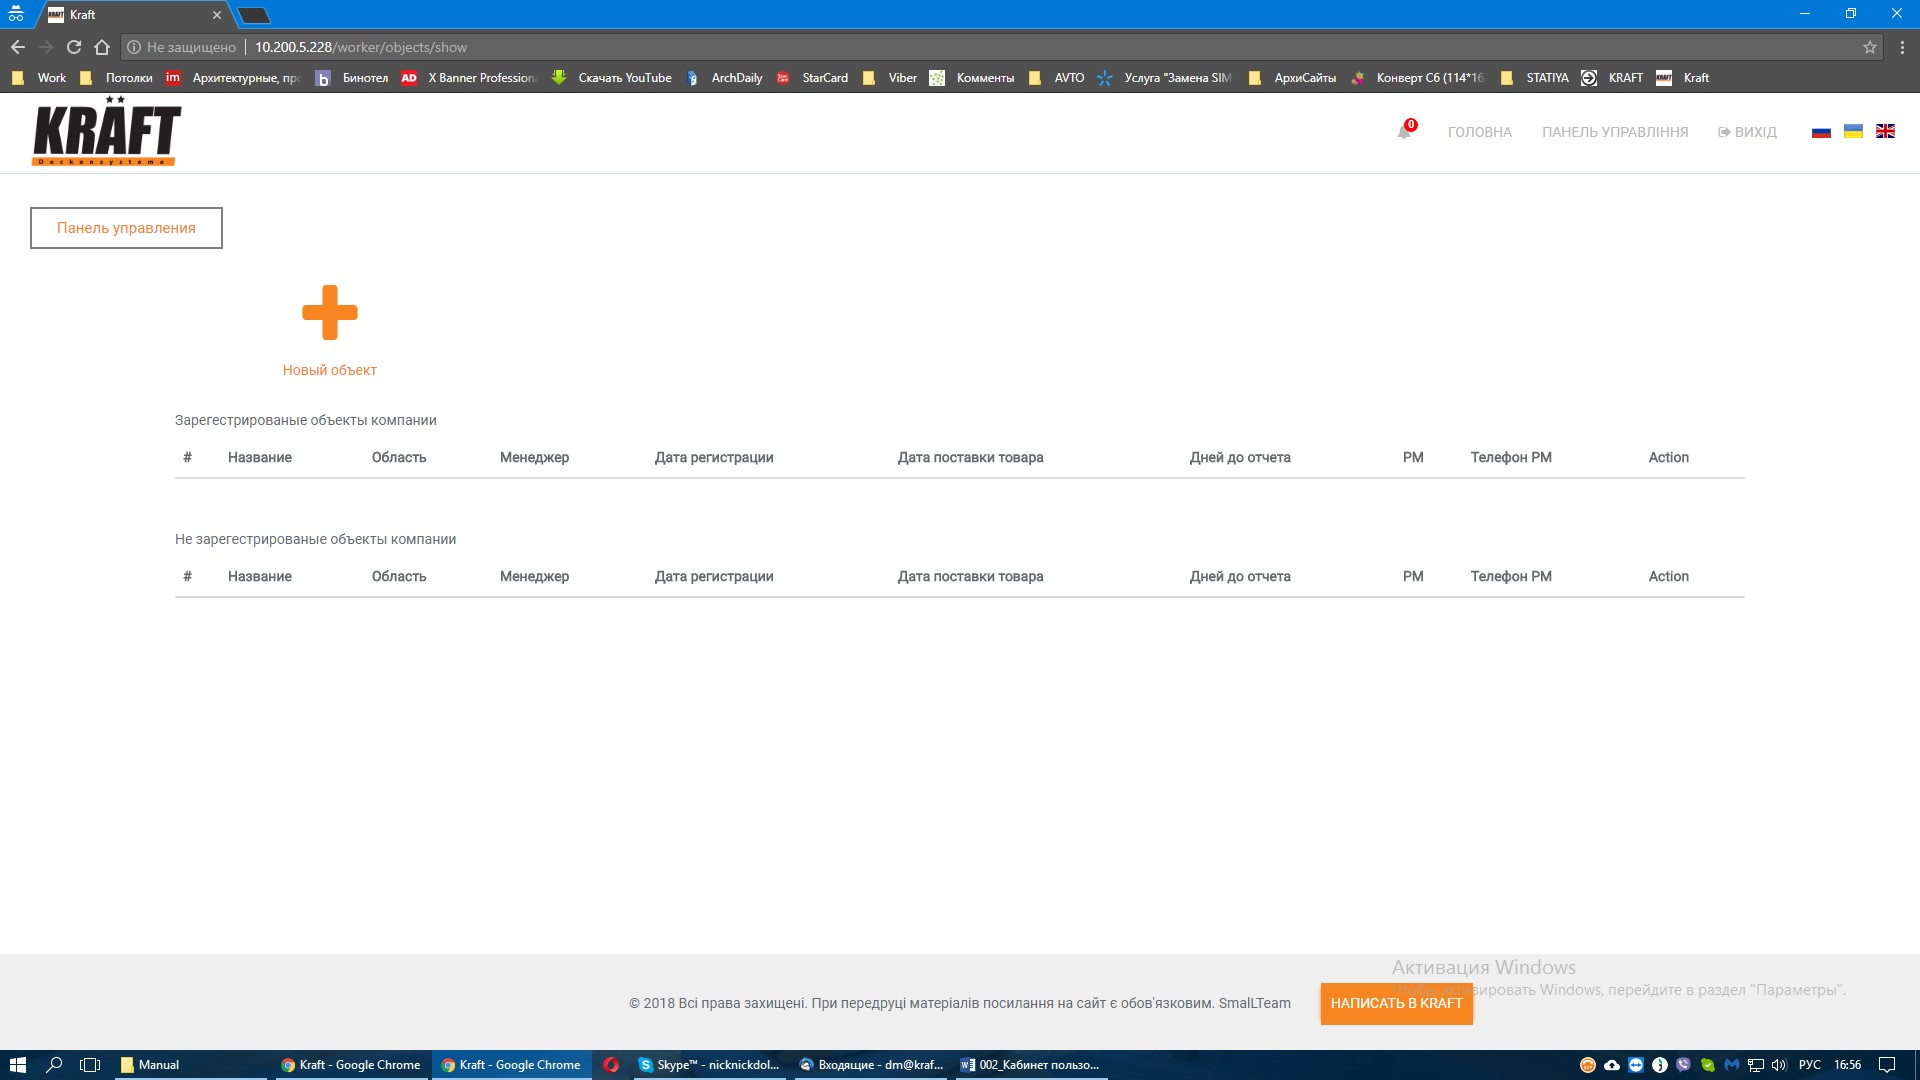 Kraft
Не защищено 10.200.5.228/worker/objects/show
Work Потолки Архитектурные, про Бинотел X Banner Profession Скачать YouTube ArchDaily StarCard Viber Комменты AVTO Услуга "Замена SIM АрхиСайты Конверт С6 (114*16 STATIYA KRAFT Kraft
KRÄFT
Deckensysteme
0 ГОЛОВНА ПАНЕЛЬ УПРАВЛІННЯ ВИХІД
Панель управления
Новый объект
Зарегестрированые объекты компании
# Название Область Менеджер Дата регистрации Дата поставки товара Дней до отчета PM Телефон PM Action
Не зарегестрированые объекты компании
# Название Область Менеджер Дата регистрации Дата поставки товара Дней до отчета PM Телефон PM Action
Активация Windows
ивировать Windows, перейдите в раздел "Параметры".
© 2018 Всі права захищені. При передруці матеріалів посилання на сайт є обов'язковим. SmalLTeam НАПИСАТЬ В KRAFT
Manual Kraft - Google Chrome Kraft - Google Chrome Skype™ - nicknickdol... Входящие - dm@kraf... 002_Кабинет пользо... РУС 16:56